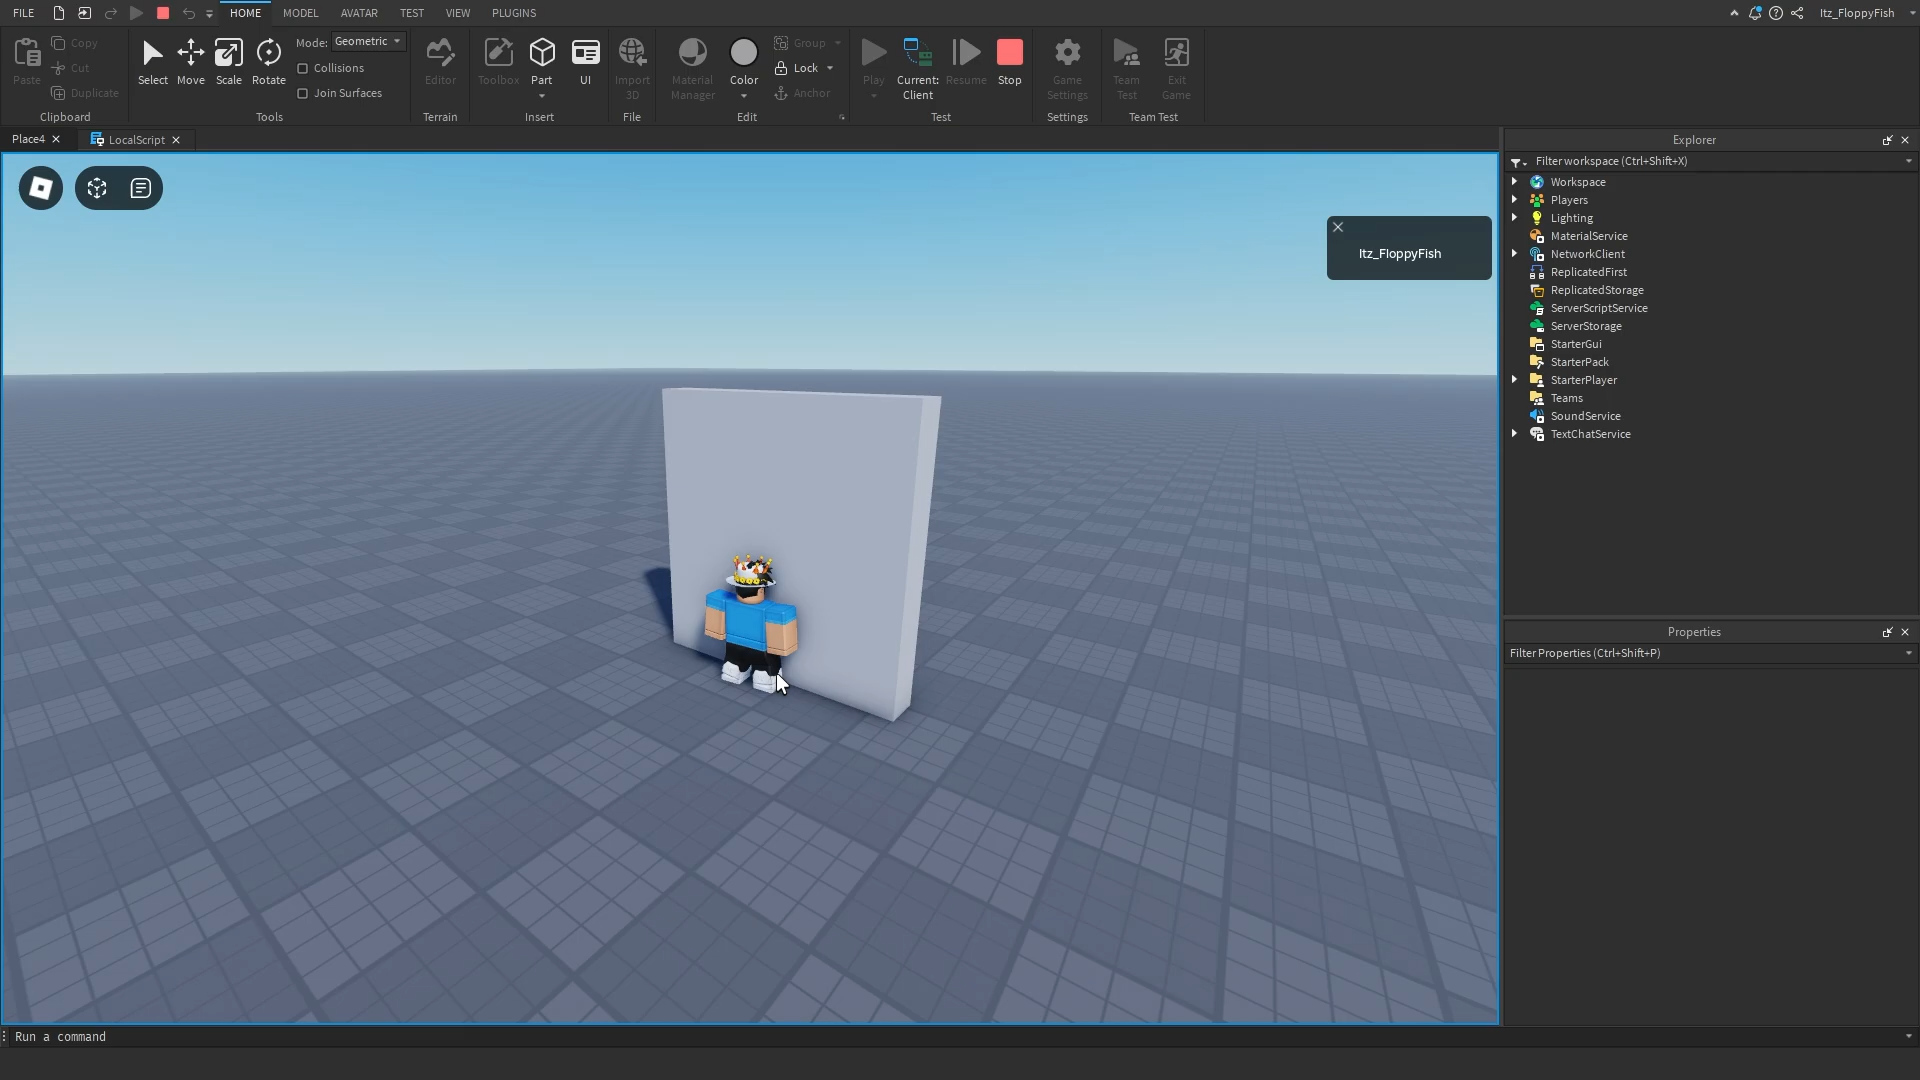 FILE HOME MODEL AVATAR TEST VIEW PLUGINS Itz_FloppyFish
Paste Copy Cut Duplicate
Clipboard
Select Move Scale Rotate
Mode: Geometric
Collisions
Join Surfaces
Tools
Editor
Terrain
Toolbox Part UI
Insert
Import 3D
File
Material Manager
Color
Group
Lock
Anchor
Edit
Play
Current: Client
Resume Stop
Test
Game Settings
Settings
Team Test
Exit Game
Team Test
Place4
LocalScript
Itz_FloppyFish
Explorer
Filter workspace (Ctrl+Shift+X)
Workspace
Players
Lighting
MaterialService
NetworkClient
ReplicatedFirst
ReplicatedStorage
ServerScriptService
ServerStorage
StarterGui
StarterPack
StarterPlayer
Teams
SoundService
TextChatService
Properties
Filter Properties (Ctrl+Shift+P)
Run a command